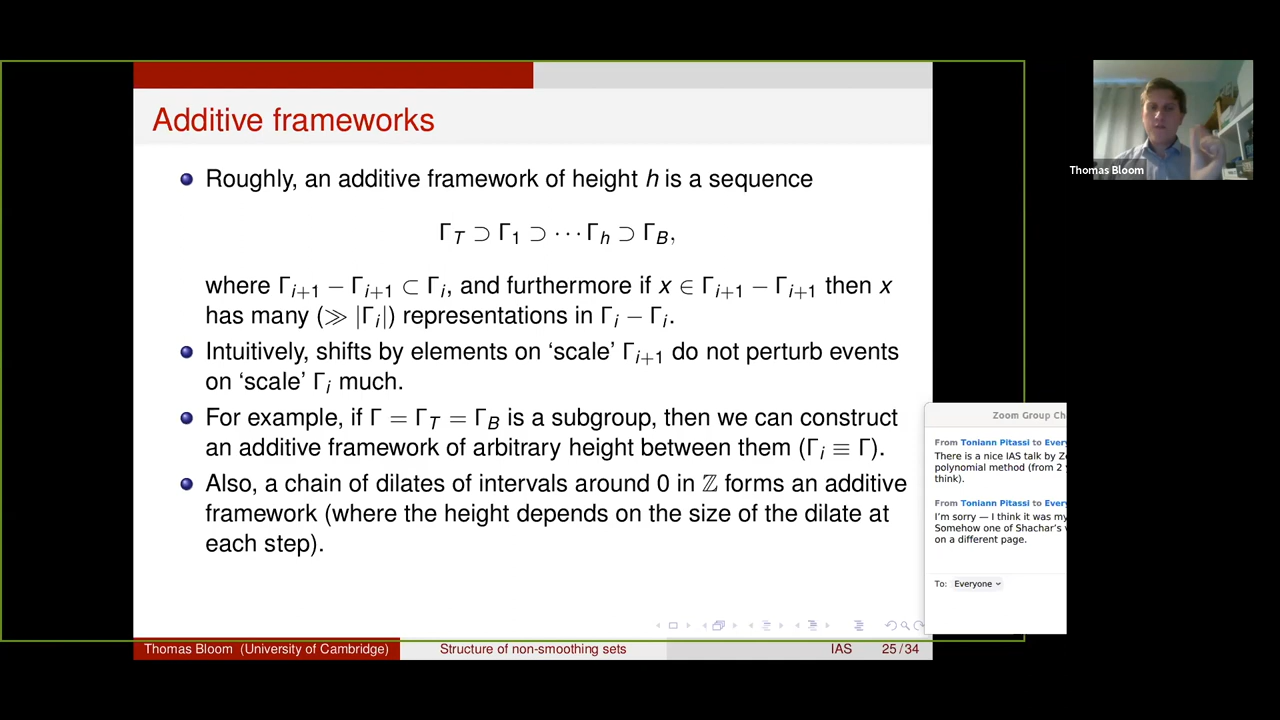 Additive frameworks
Roughly, an additive framework of height h is a sequence
Γ_T ⊃ Γ_1 ⊃ ··· Γ_h ⊃ Γ_B,
where Γ_{i+1} − Γ_{i+1} ⊂ Γ_i, and furthermore if x ∈ Γ_{i+1} − Γ_{i+1} then x
has many (≫ |Γ_i|) representations in Γ_i − Γ_i.
Intuitively, shifts by elements on ‘scale’ Γ_{i+1} do not perturb events
on ‘scale’ Γ_i much.
For example, if Γ = Γ_T = Γ_B is a subgroup, then we can construct
an additive framework of arbitrary height between them (Γ_i ≡ Γ).
Also, a chain of dilates of intervals around 0 in ℤ forms an additive
framework (where the height depends on the size of the dilate at
each step).
Thomas Bloom (University of Cambridge)
Structure of non-smoothing sets
IAS
25 / 34
Thomas Bloom
Zoom Group Ch
From Toniann Pitassi to Every
There is a nice IAS talk by Z
polynomial method (from 2
think).
From Toniann Pitassi to Every
I'm sorry — I think it was my
Somehow one of Shachar's
on a different page.
To: Everyone